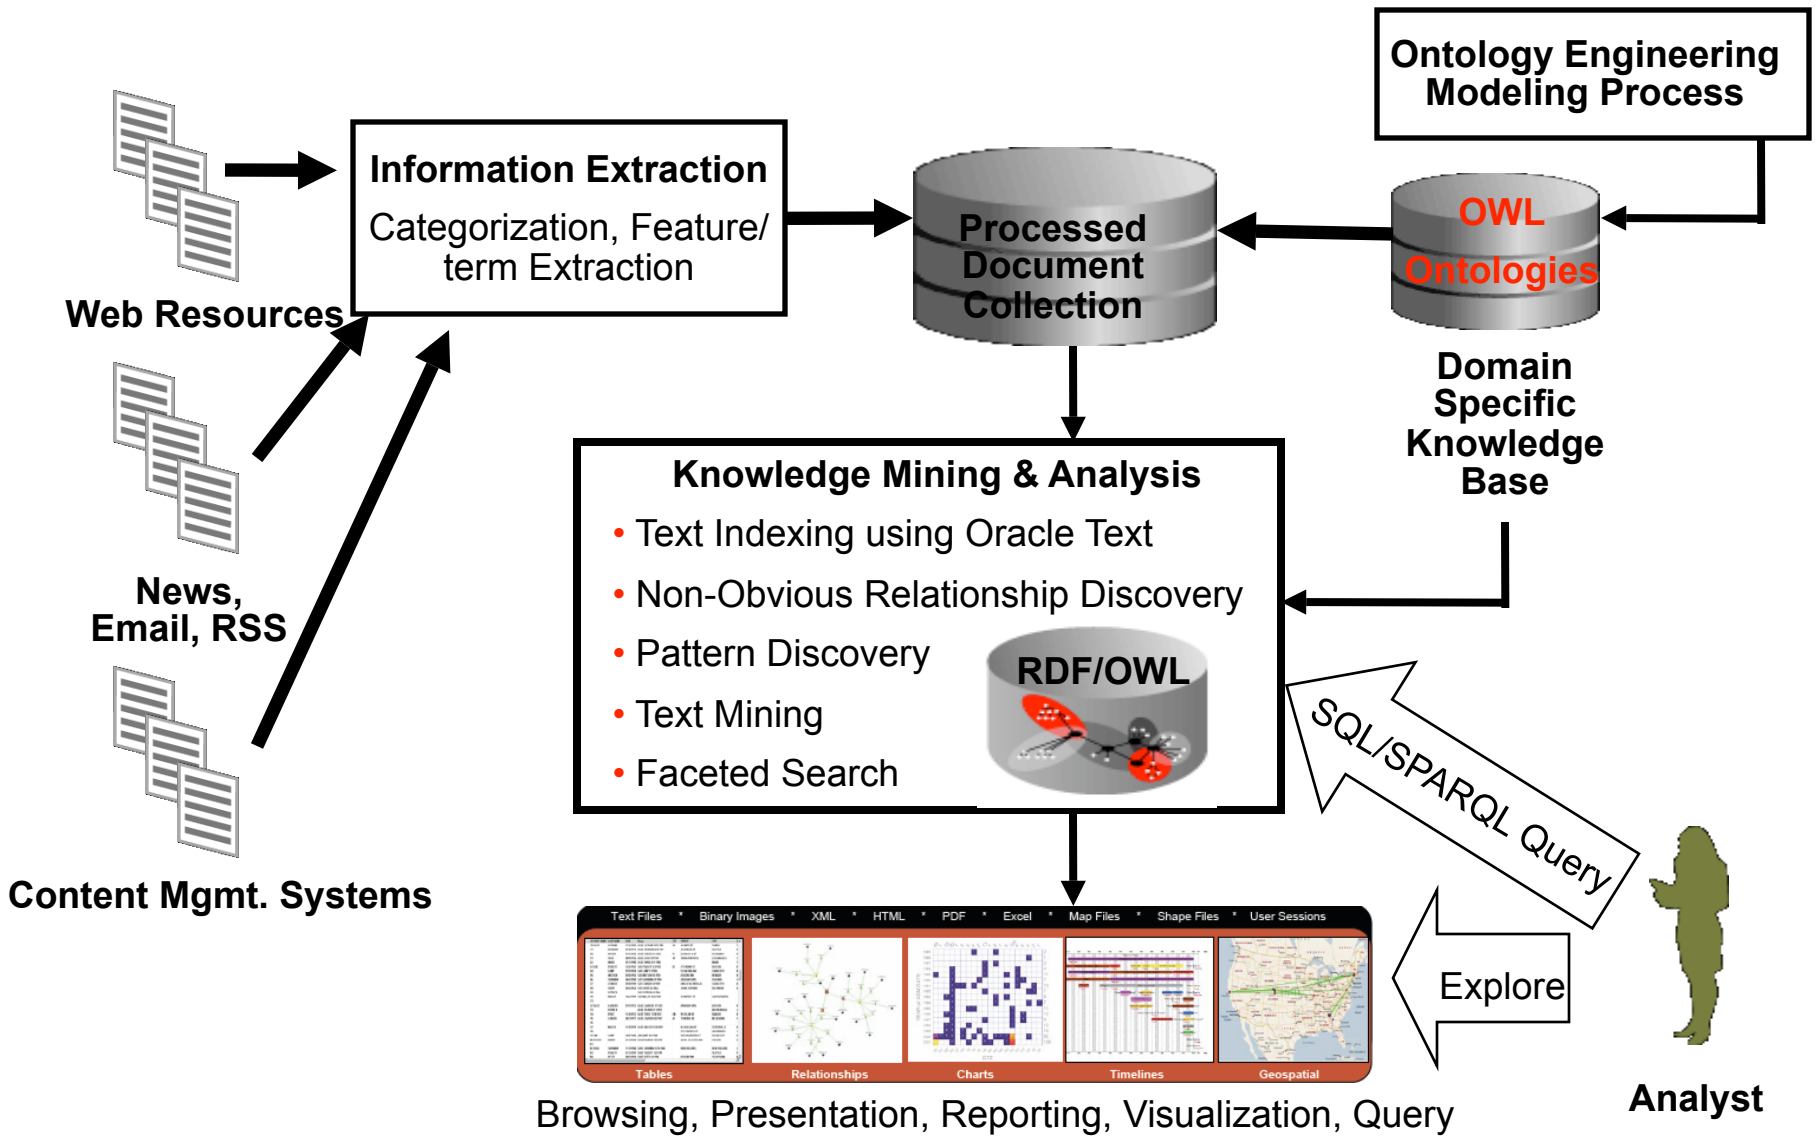 Ontology Engineering
Modeling Process
Information Extraction
Categorization, Feature/
term Extraction
Processed
Document
Collection
OWL
Ontologies
Web Resources
Domain
Specific
Knowledge
Base
News,
Email, RSS
Content Mgmt. Systems
Knowledge Mining & Analysis
• Text Indexing using Oracle Text
• Non-Obvious Relationship Discovery
• Pattern Discovery
• Text Mining
• Faceted Search
RDF/OWL
SQL/SPARQL Query
Explore
Analyst
Text Files * Binary Images * XML * HTML * PDF * Excel * Map Files * Shape Files * User Sessions
Tables Relationships Charts Timelines Geospatial
Browsing, Presentation, Reporting, Visualization, Query